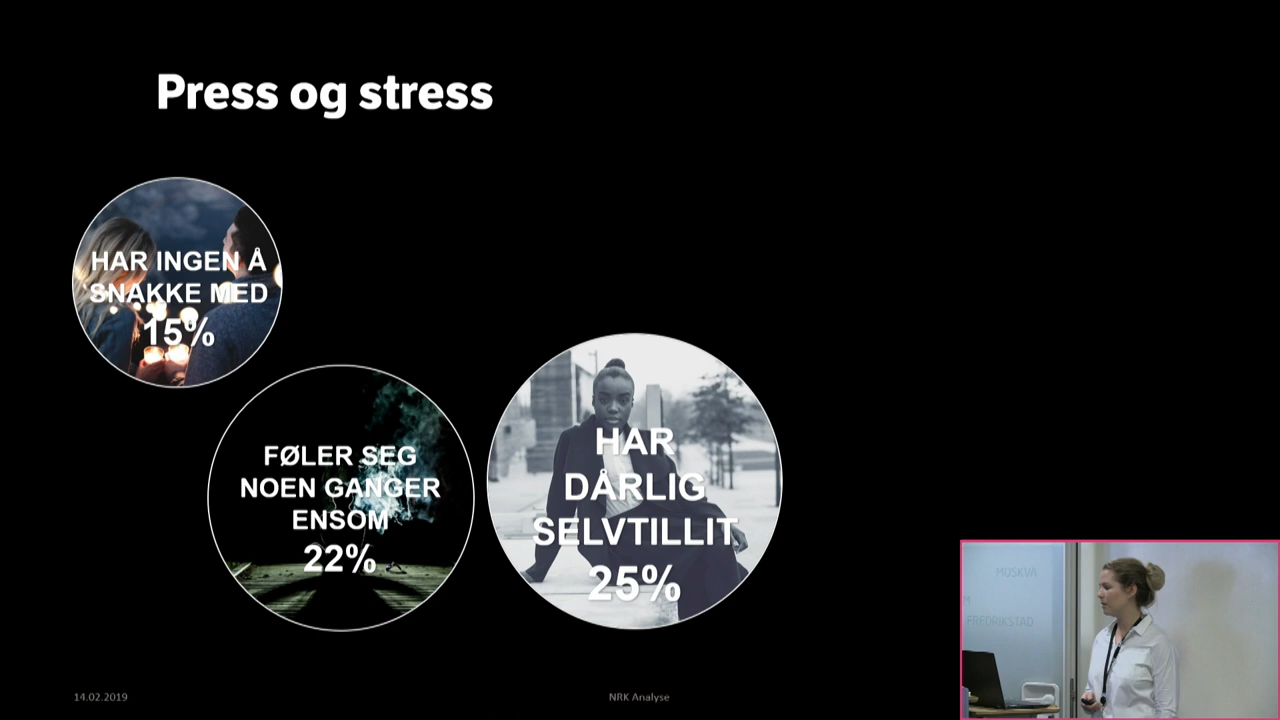 Press og stress
HAR INGEN Å
SNAKKE MED
15%
FØLER SEG
NOEN GANGER
ENSOM
22%
HAR
DÅRLIG
SELVTILLIT
25%
14.02.2019
NRK Analyse
MOSKVA
FREDRIKSTAD